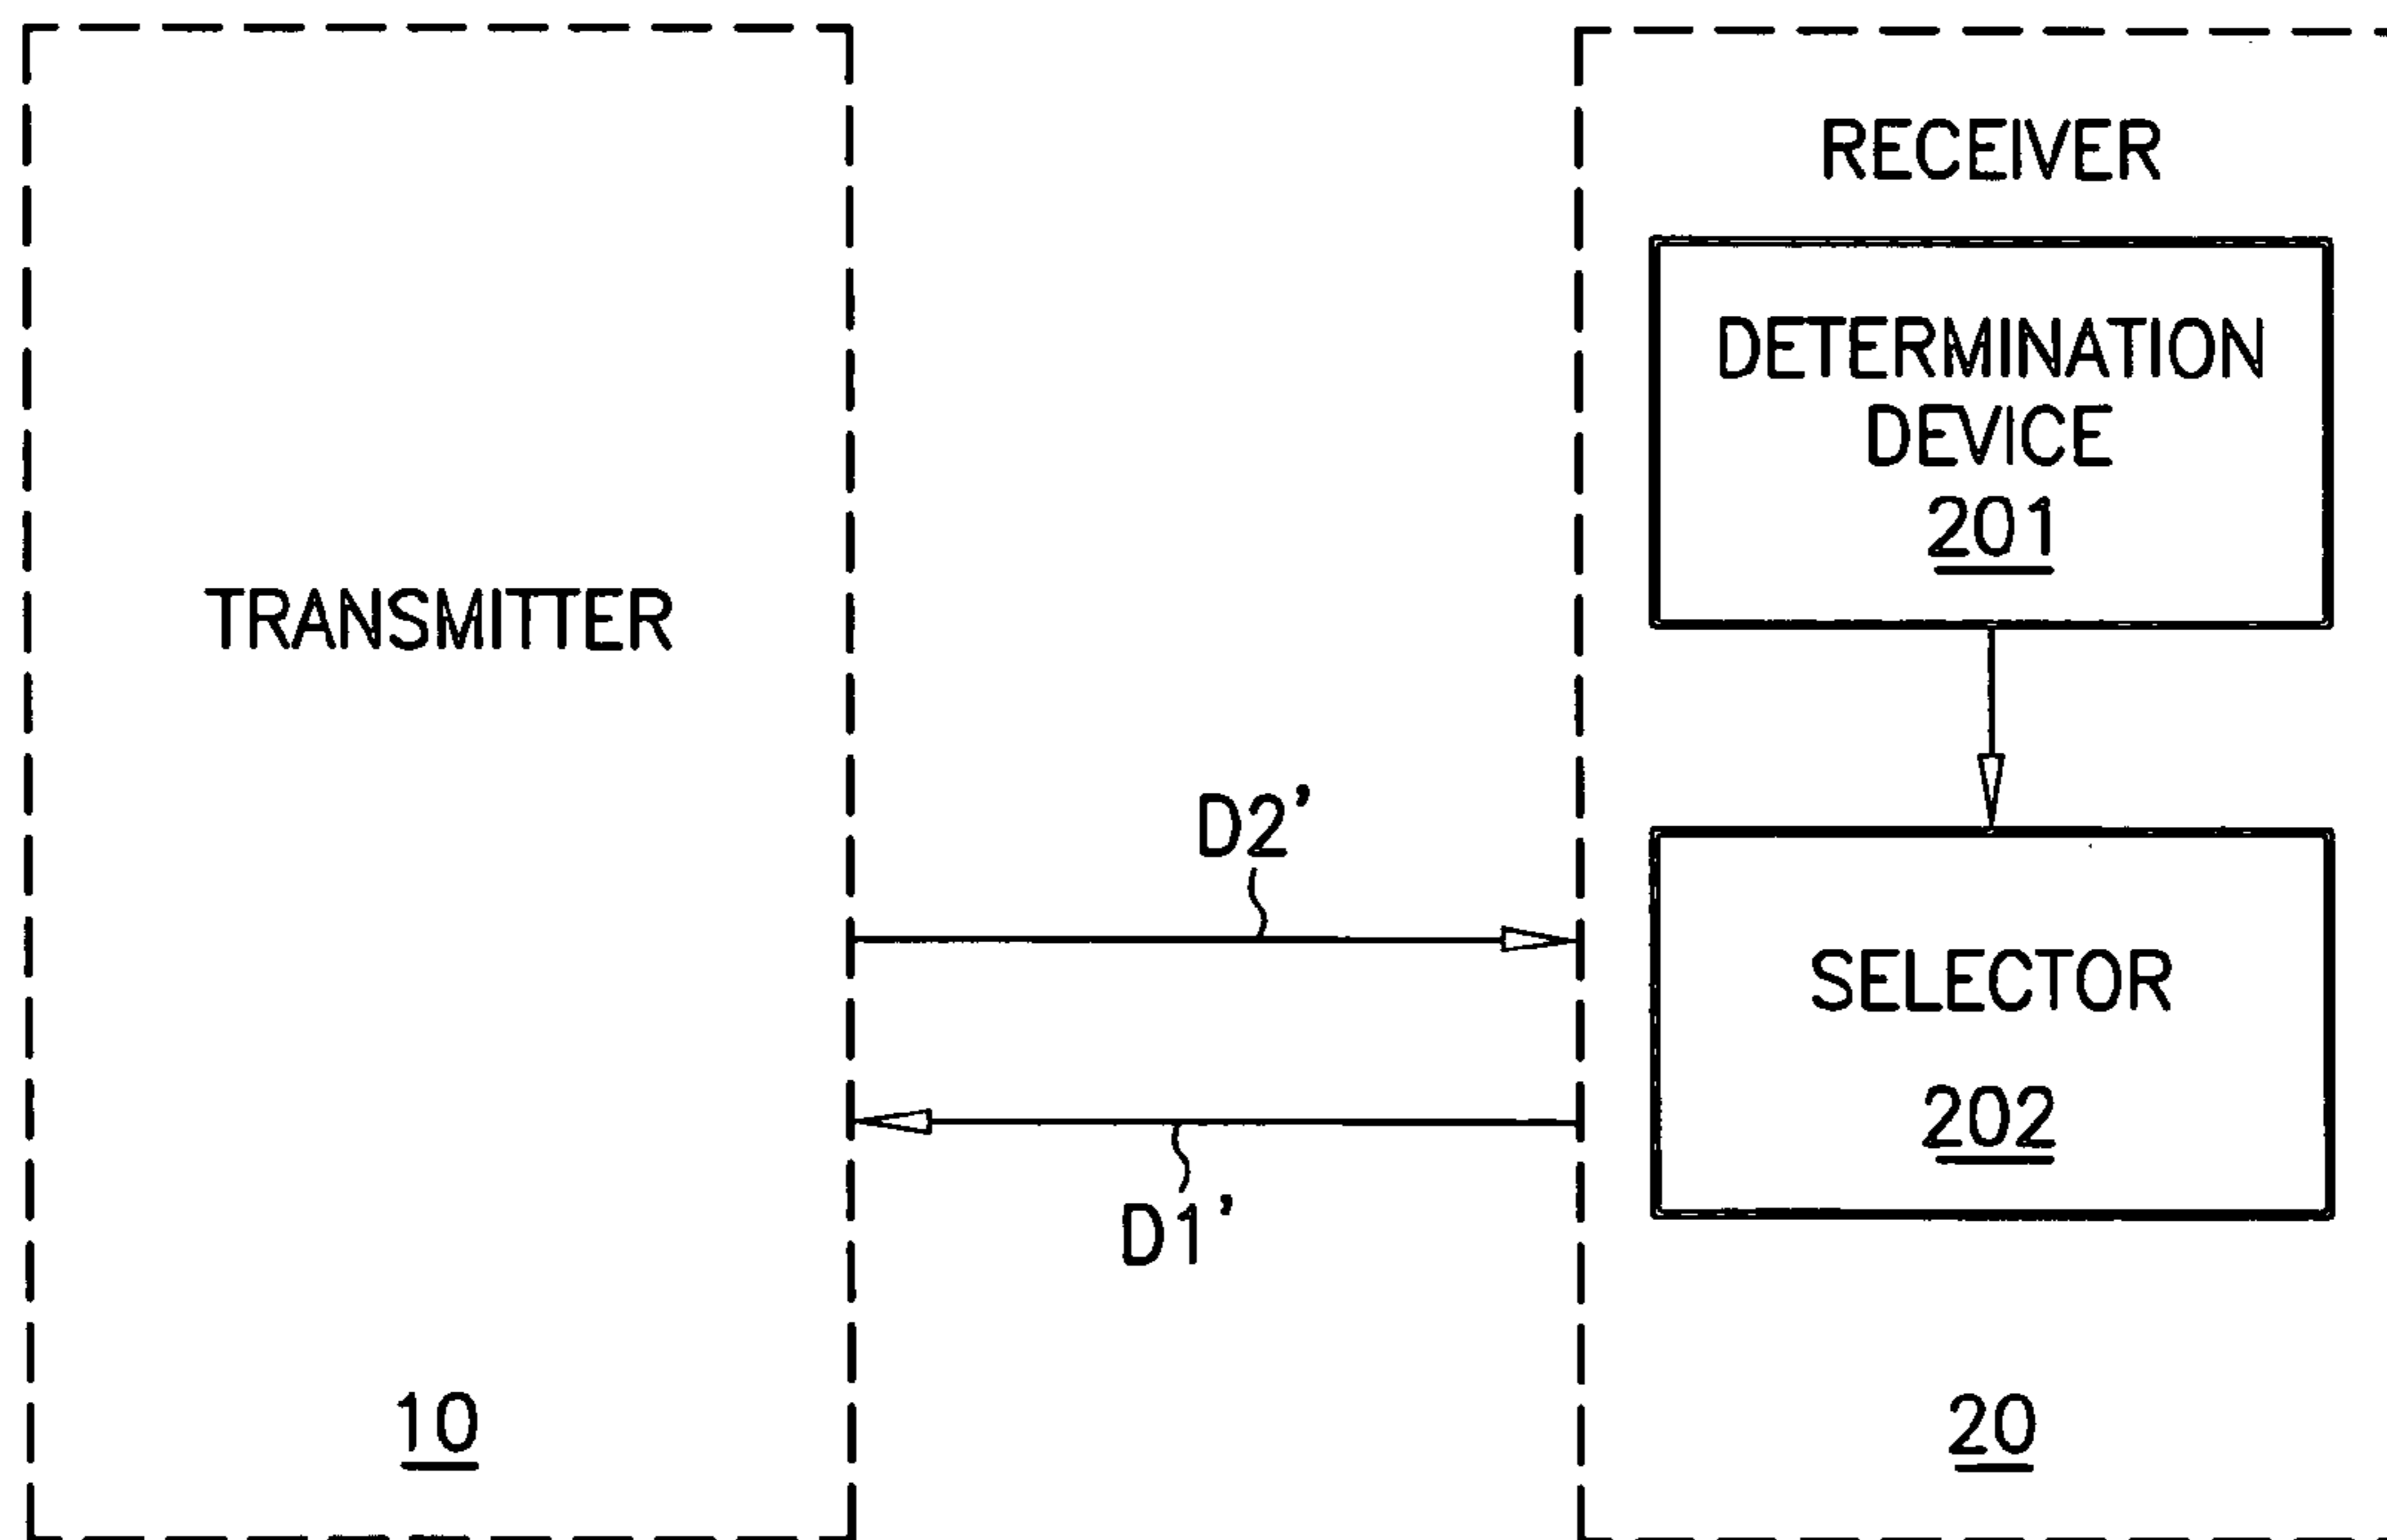 RECEIVER
DETERMINATION
DEVICE
201
TRANSMITTER
D2'
SELECTOR
202
D1'
10
20